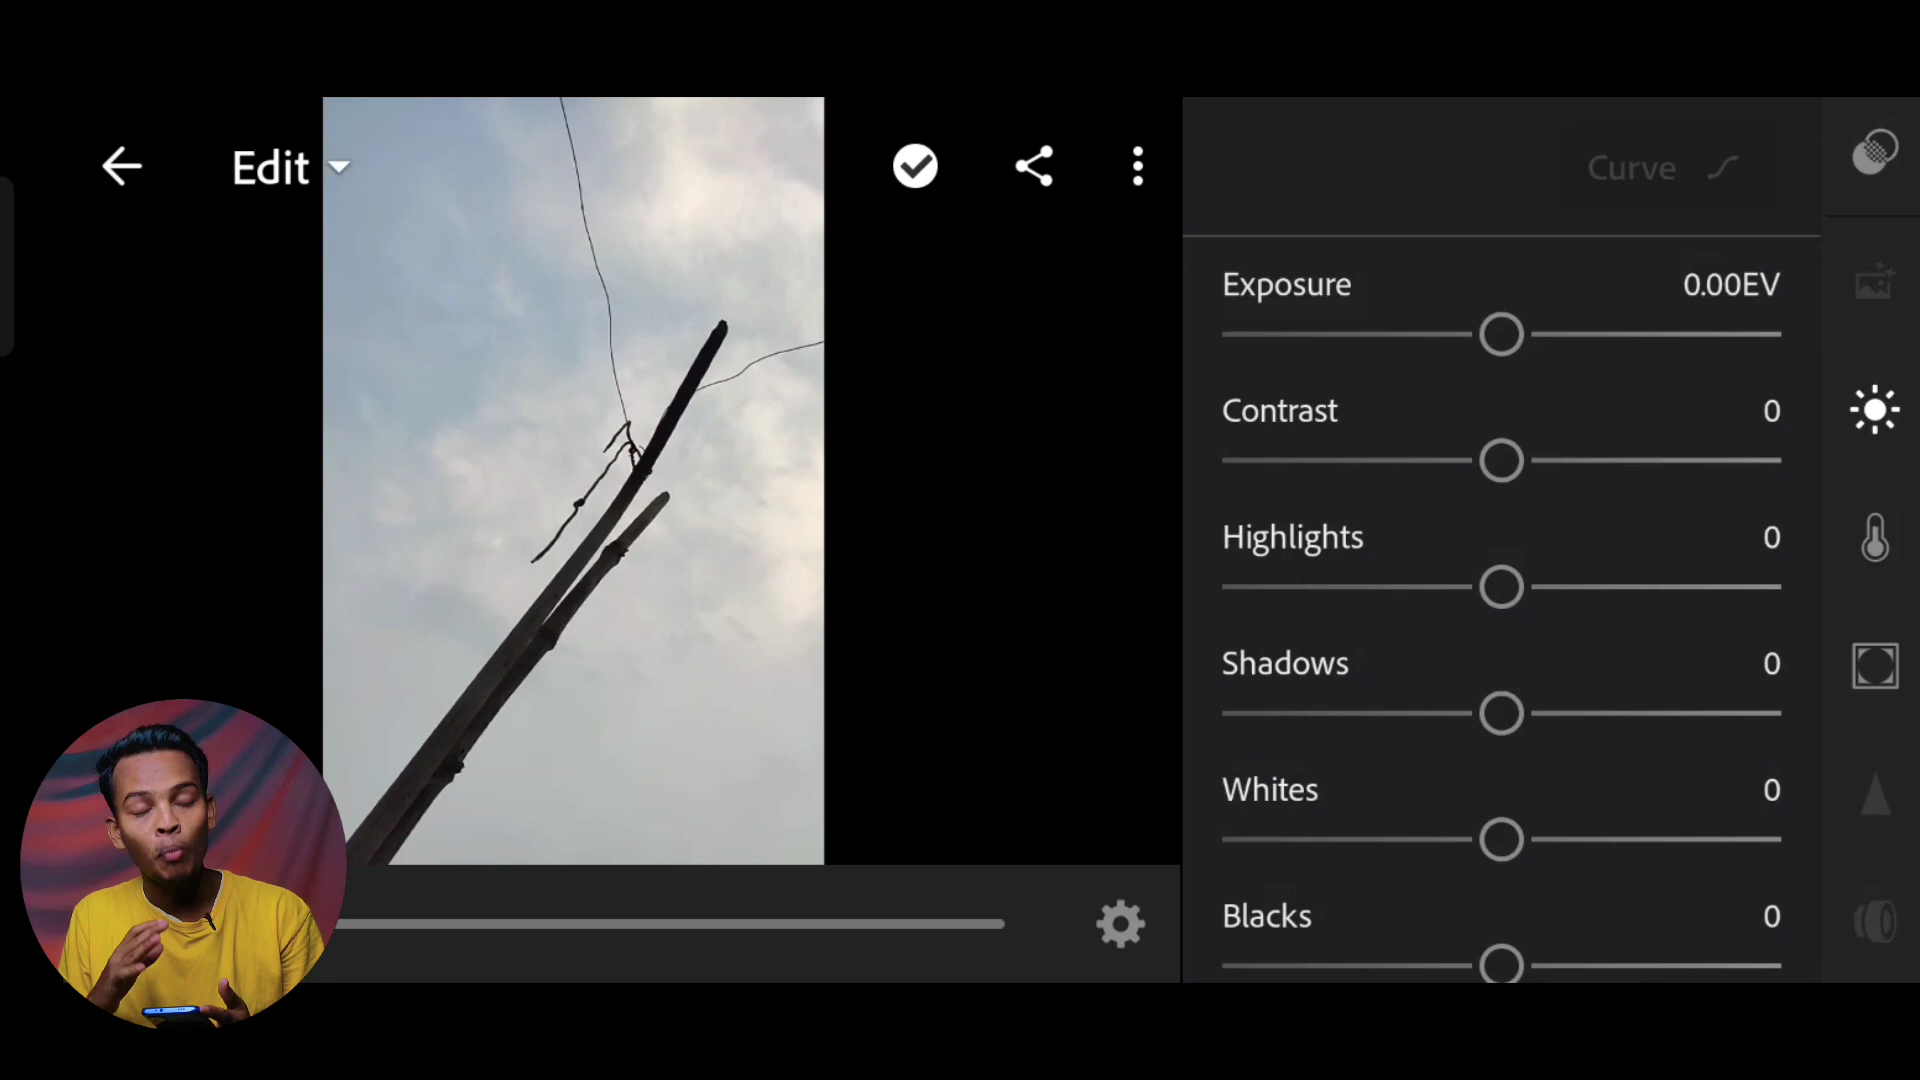 Edit
Curve
Exposure 0.00EV
Contrast 0
Highlights 0
Shadows 0
Whites 0
Blacks 0